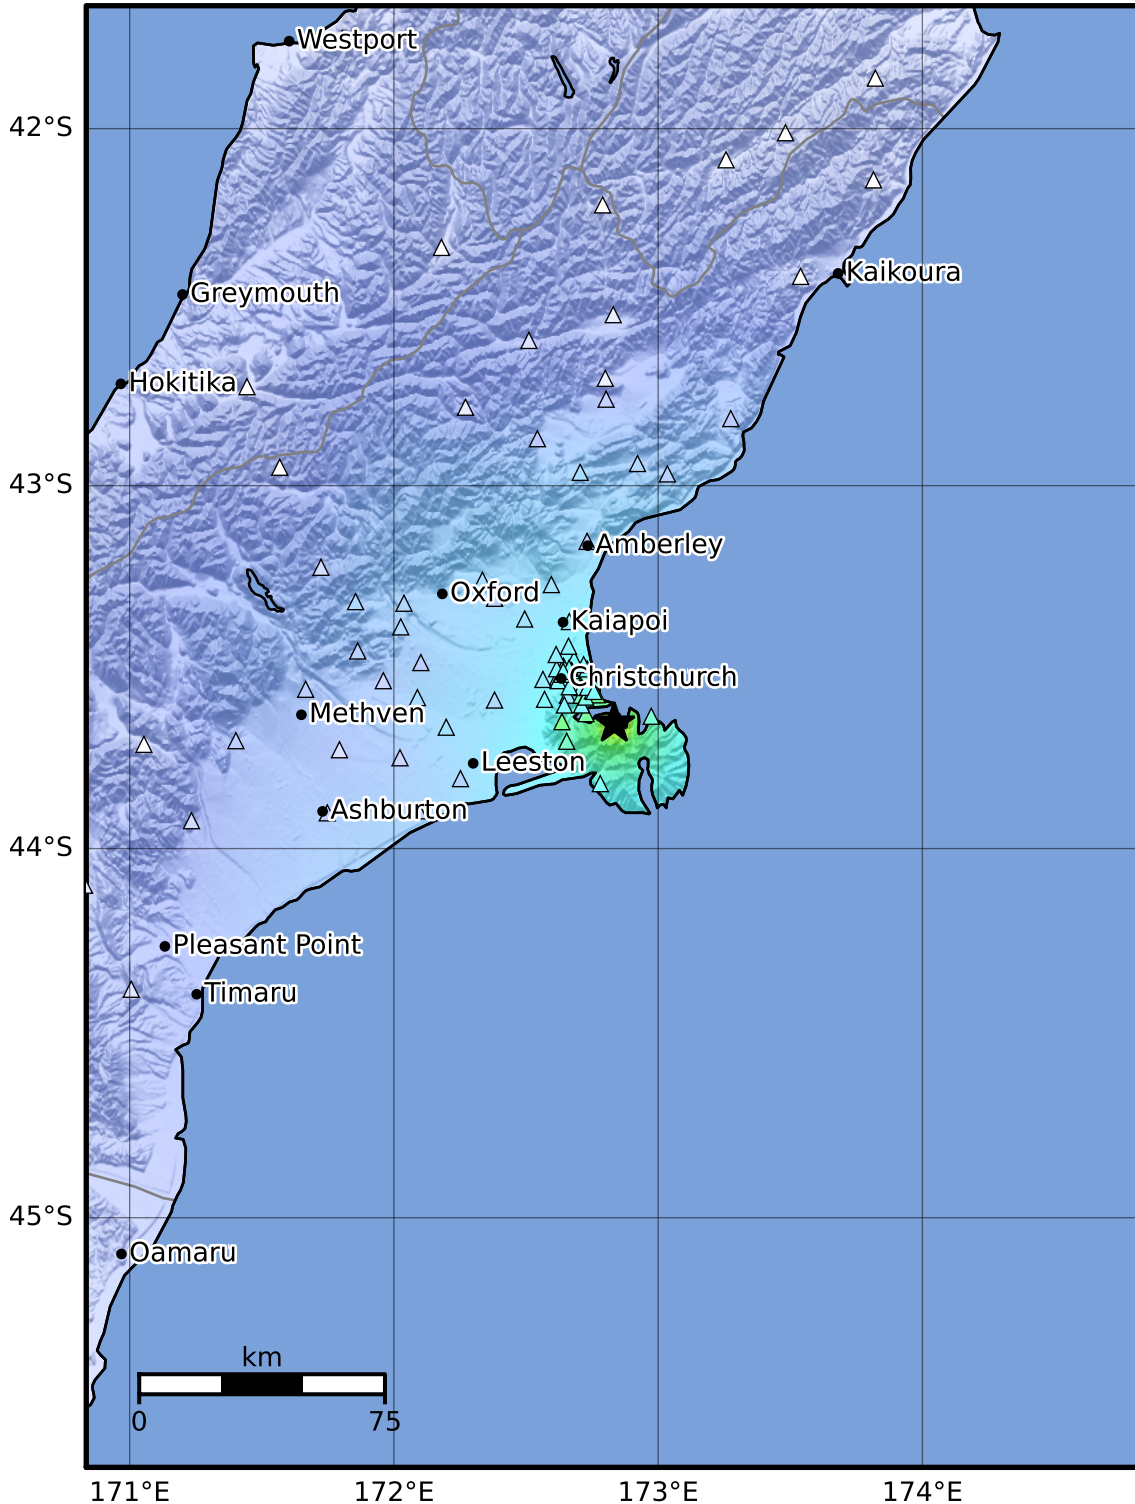 Westport
42°S
Kaikoura
Greymouth
Hokitika
43°S
Amberley
Oxford
Kaiapoi
Christchurch
Methven
Leeston
Ashburton
44°S
Pleasant Point
Timaru
45°S
Oamaru
km
0 75
171°E 172°E 173°E 174°E